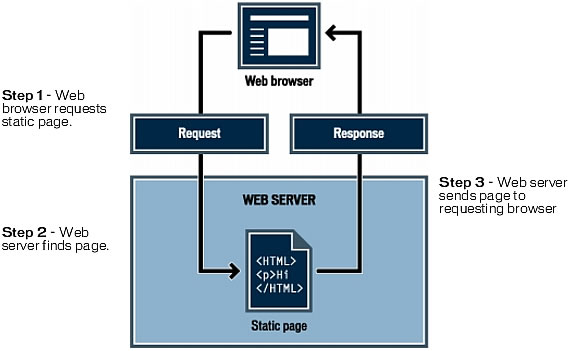 Web browser
Step 1 - Web
browser requests
static page.
Request
Response
WEB SERVER
Step 3 - Web server
sends page to
requesting browser
Step 2 - Web
server finds page.
<HTML>
<p>Hi
</HTML>
Static page